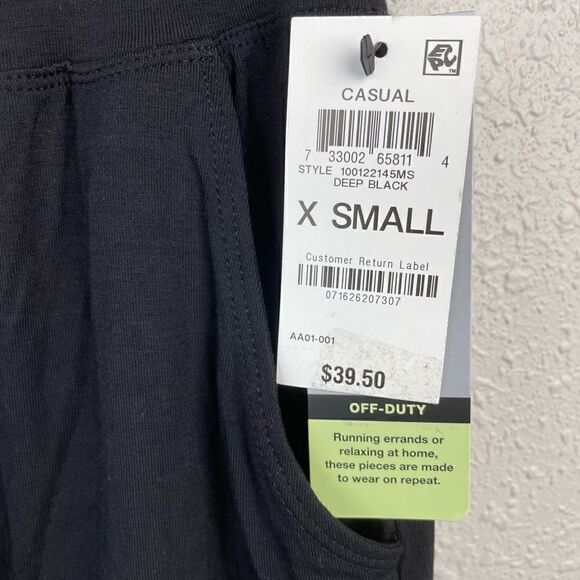 EPC™
CASUAL
7 33002 65811 4
STYLE 100122145MS
DEEP BLACK
X SMALL
Customer Return Label
071626207307
AA01-001
$39.50
OFF-DUTY
Running errands or
relaxing at home,
these pieces are made
to wear on repeat.